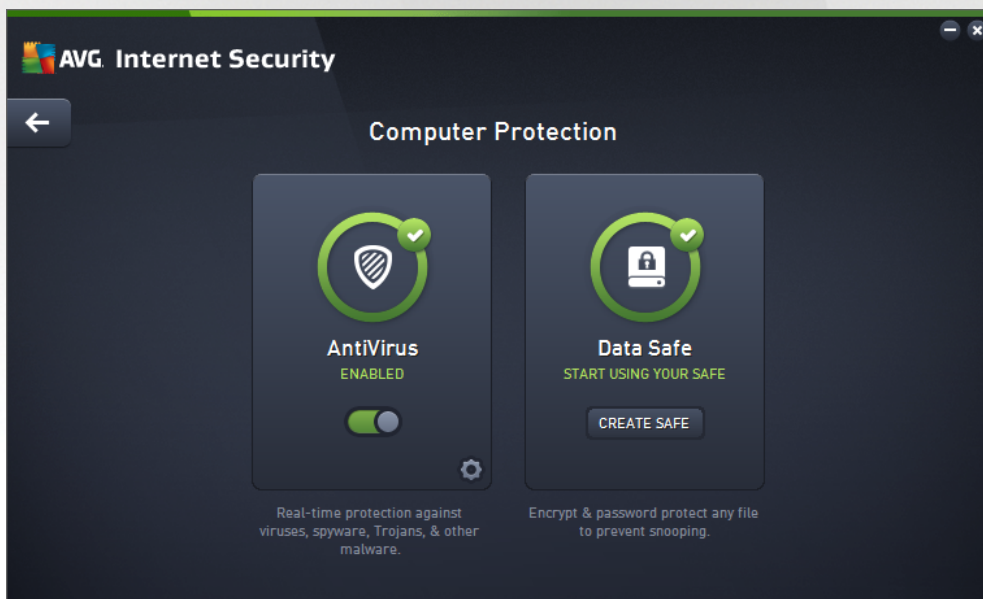 AVG. Internet Security
Computer Protection
AntiVirus
ENABLED
Real-time protection against
viruses, spyware, Trojans, & other
malware.
Data Safe
START USING YOUR SAFE
CREATE SAFE
Encrypt & password protect any file
to prevent snooping.